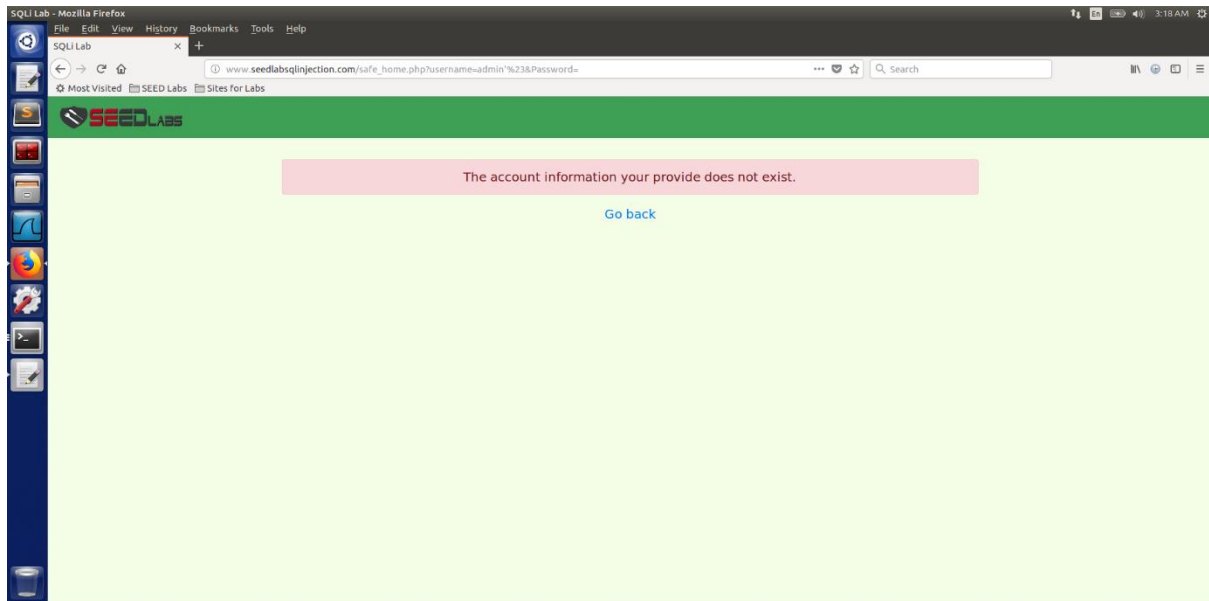 SQLi Lab - Mozilla Firefox
En 3:18 AM
File Edit View History Bookmarks Tools Help
SQLi Lab × +
www.seedlabsqlinjection.com/safe_home.php?username=admin'%23&Password= Search
Most Visited SEED Labs Sites for Labs
SEEDLABS
The account information your provide does not exist.
Go back